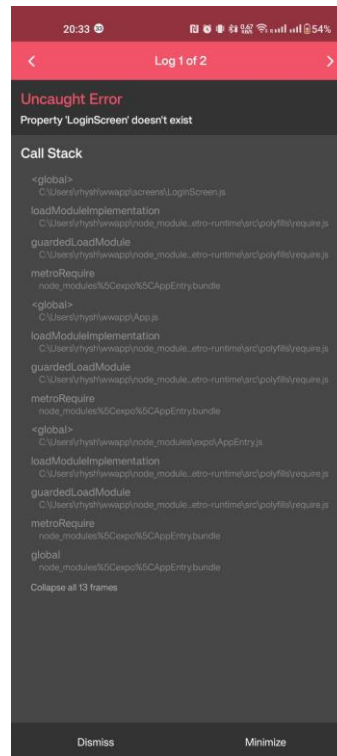 20:33
0.67 KB/S 54%
Log 1 of 2
Uncaught Error
Property 'LoginScreen' doesn't exist
Call Stack
<global>
C:\Users\rhysh\wwapp\screens\LoginScreen.js
loadModuleImplementation
C:\Users\rhysh\wwapp\node_module...etro-runtime\src\polyfills\require.js
guardedLoadModule
C:\Users\rhysh\wwapp\node_module...etro-runtime\src\polyfills\require.js
metroRequire
node_modules%5Cexpo%5CAppEntry.bundle
<global>
C:\Users\rhysh\wwapp\App.js
loadModuleImplementation
C:\Users\rhysh\wwapp\node_module...etro-runtime\src\polyfills\require.js
guardedLoadModule
C:\Users\rhysh\wwapp\node_module...etro-runtime\src\polyfills\require.js
metroRequire
node_modules%5Cexpo%5CAppEntry.bundle
<global>
C:\Users\rhysh\wwapp\node_modules\expo\AppEntry.js
loadModuleImplementation
C:\Users\rhysh\wwapp\node_module...etro-runtime\src\polyfills\require.js
guardedLoadModule
C:\Users\rhysh\wwapp\node_module...etro-runtime\src\polyfills\require.js
metroRequire
node_modules%5Cexpo%5CAppEntry.bundle
global
node_modules%5Cexpo%5CAppEntry.bundle
Collapse all 13 frames
Dismiss Minimize